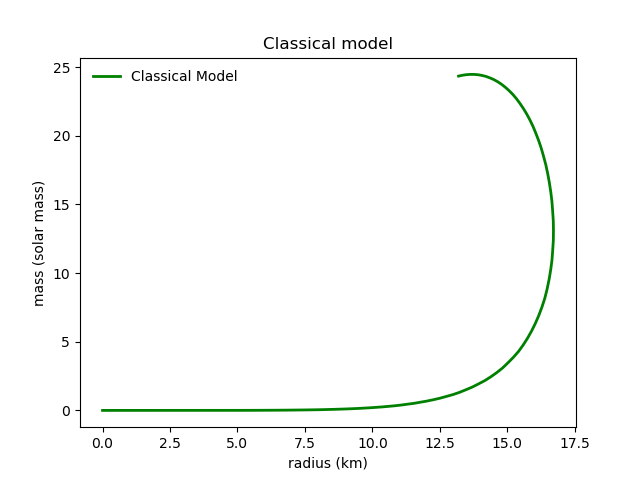 Classical model
Classical Model
mass (solar mass)
25
20
15
10
5
0
0.0 2.5 5.0 7.5 10.0 12.5 15.0 17.5
radius (km)